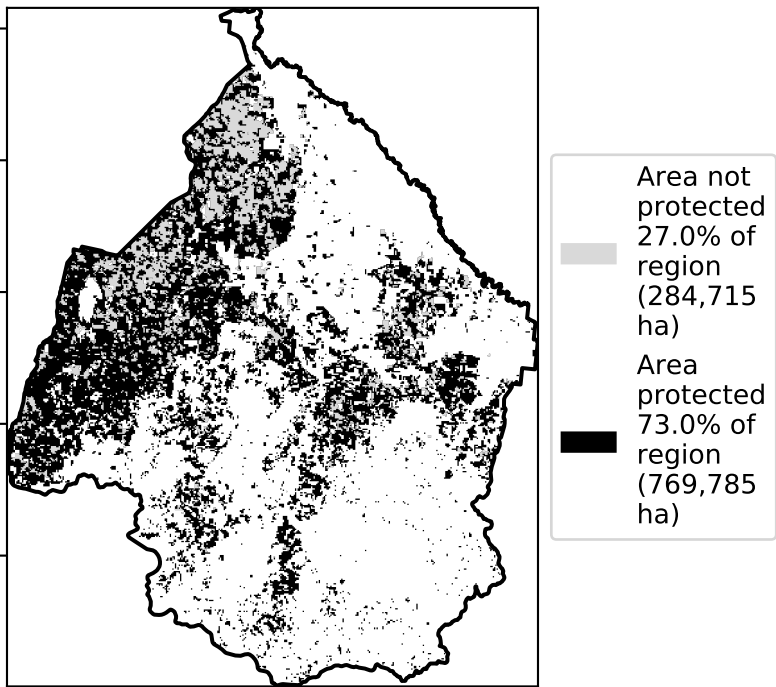 Area not
protected
27.0% of
region
(284,715
ha)
Area
protected
73.0% of
region
(769,785
ha)